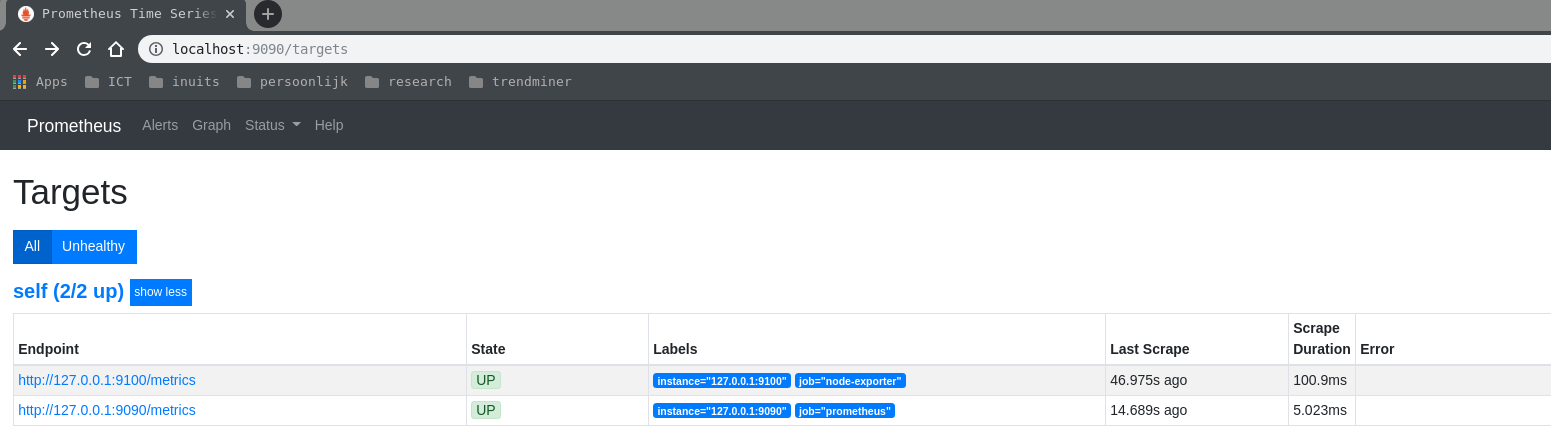 Prometheus Time Series
localhost:9090/targets
Apps ICT inuits persoonlijk research trendminer
Prometheus Alerts Graph Status Help
Targets
All Unhealthy
self (2/2 up) show less
Endpoint State Labels Last Scrape Scrape Duration Error
http://127.0.0.1:9100/metrics UP instance="127.0.0.1:9100" job="node-exporter" 46.975s ago 100.9ms
http://127.0.0.1:9090/metrics UP instance="127.0.0.1:9090" job="prometheus" 14.689s ago 5.023ms